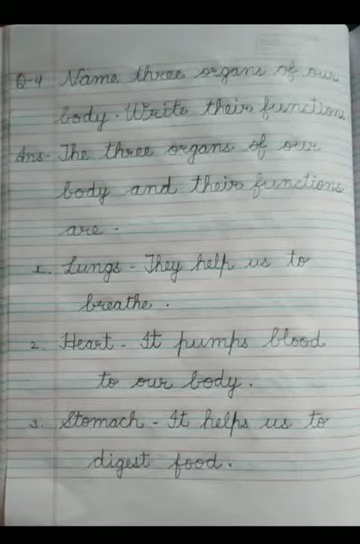 Q-4 Name three organs of our
body. Write their functions
Ans- The three organs of our
body and their functions
are -
1. Lungs - They help us to
breathe.
2. Heart - It pumps blood
to our body.
3. Stomach - It helps us to
digest food.